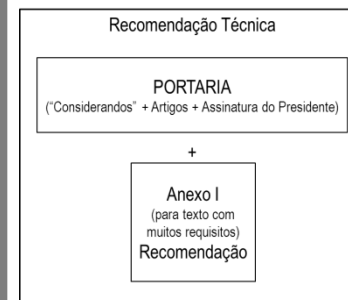 Recomendação Técnica
PORTARIA
("Considerandos" + Artigos + Assinatura do Presidente)
+
Anexo I
(para texto com
muitos requisitos)
Recomendação